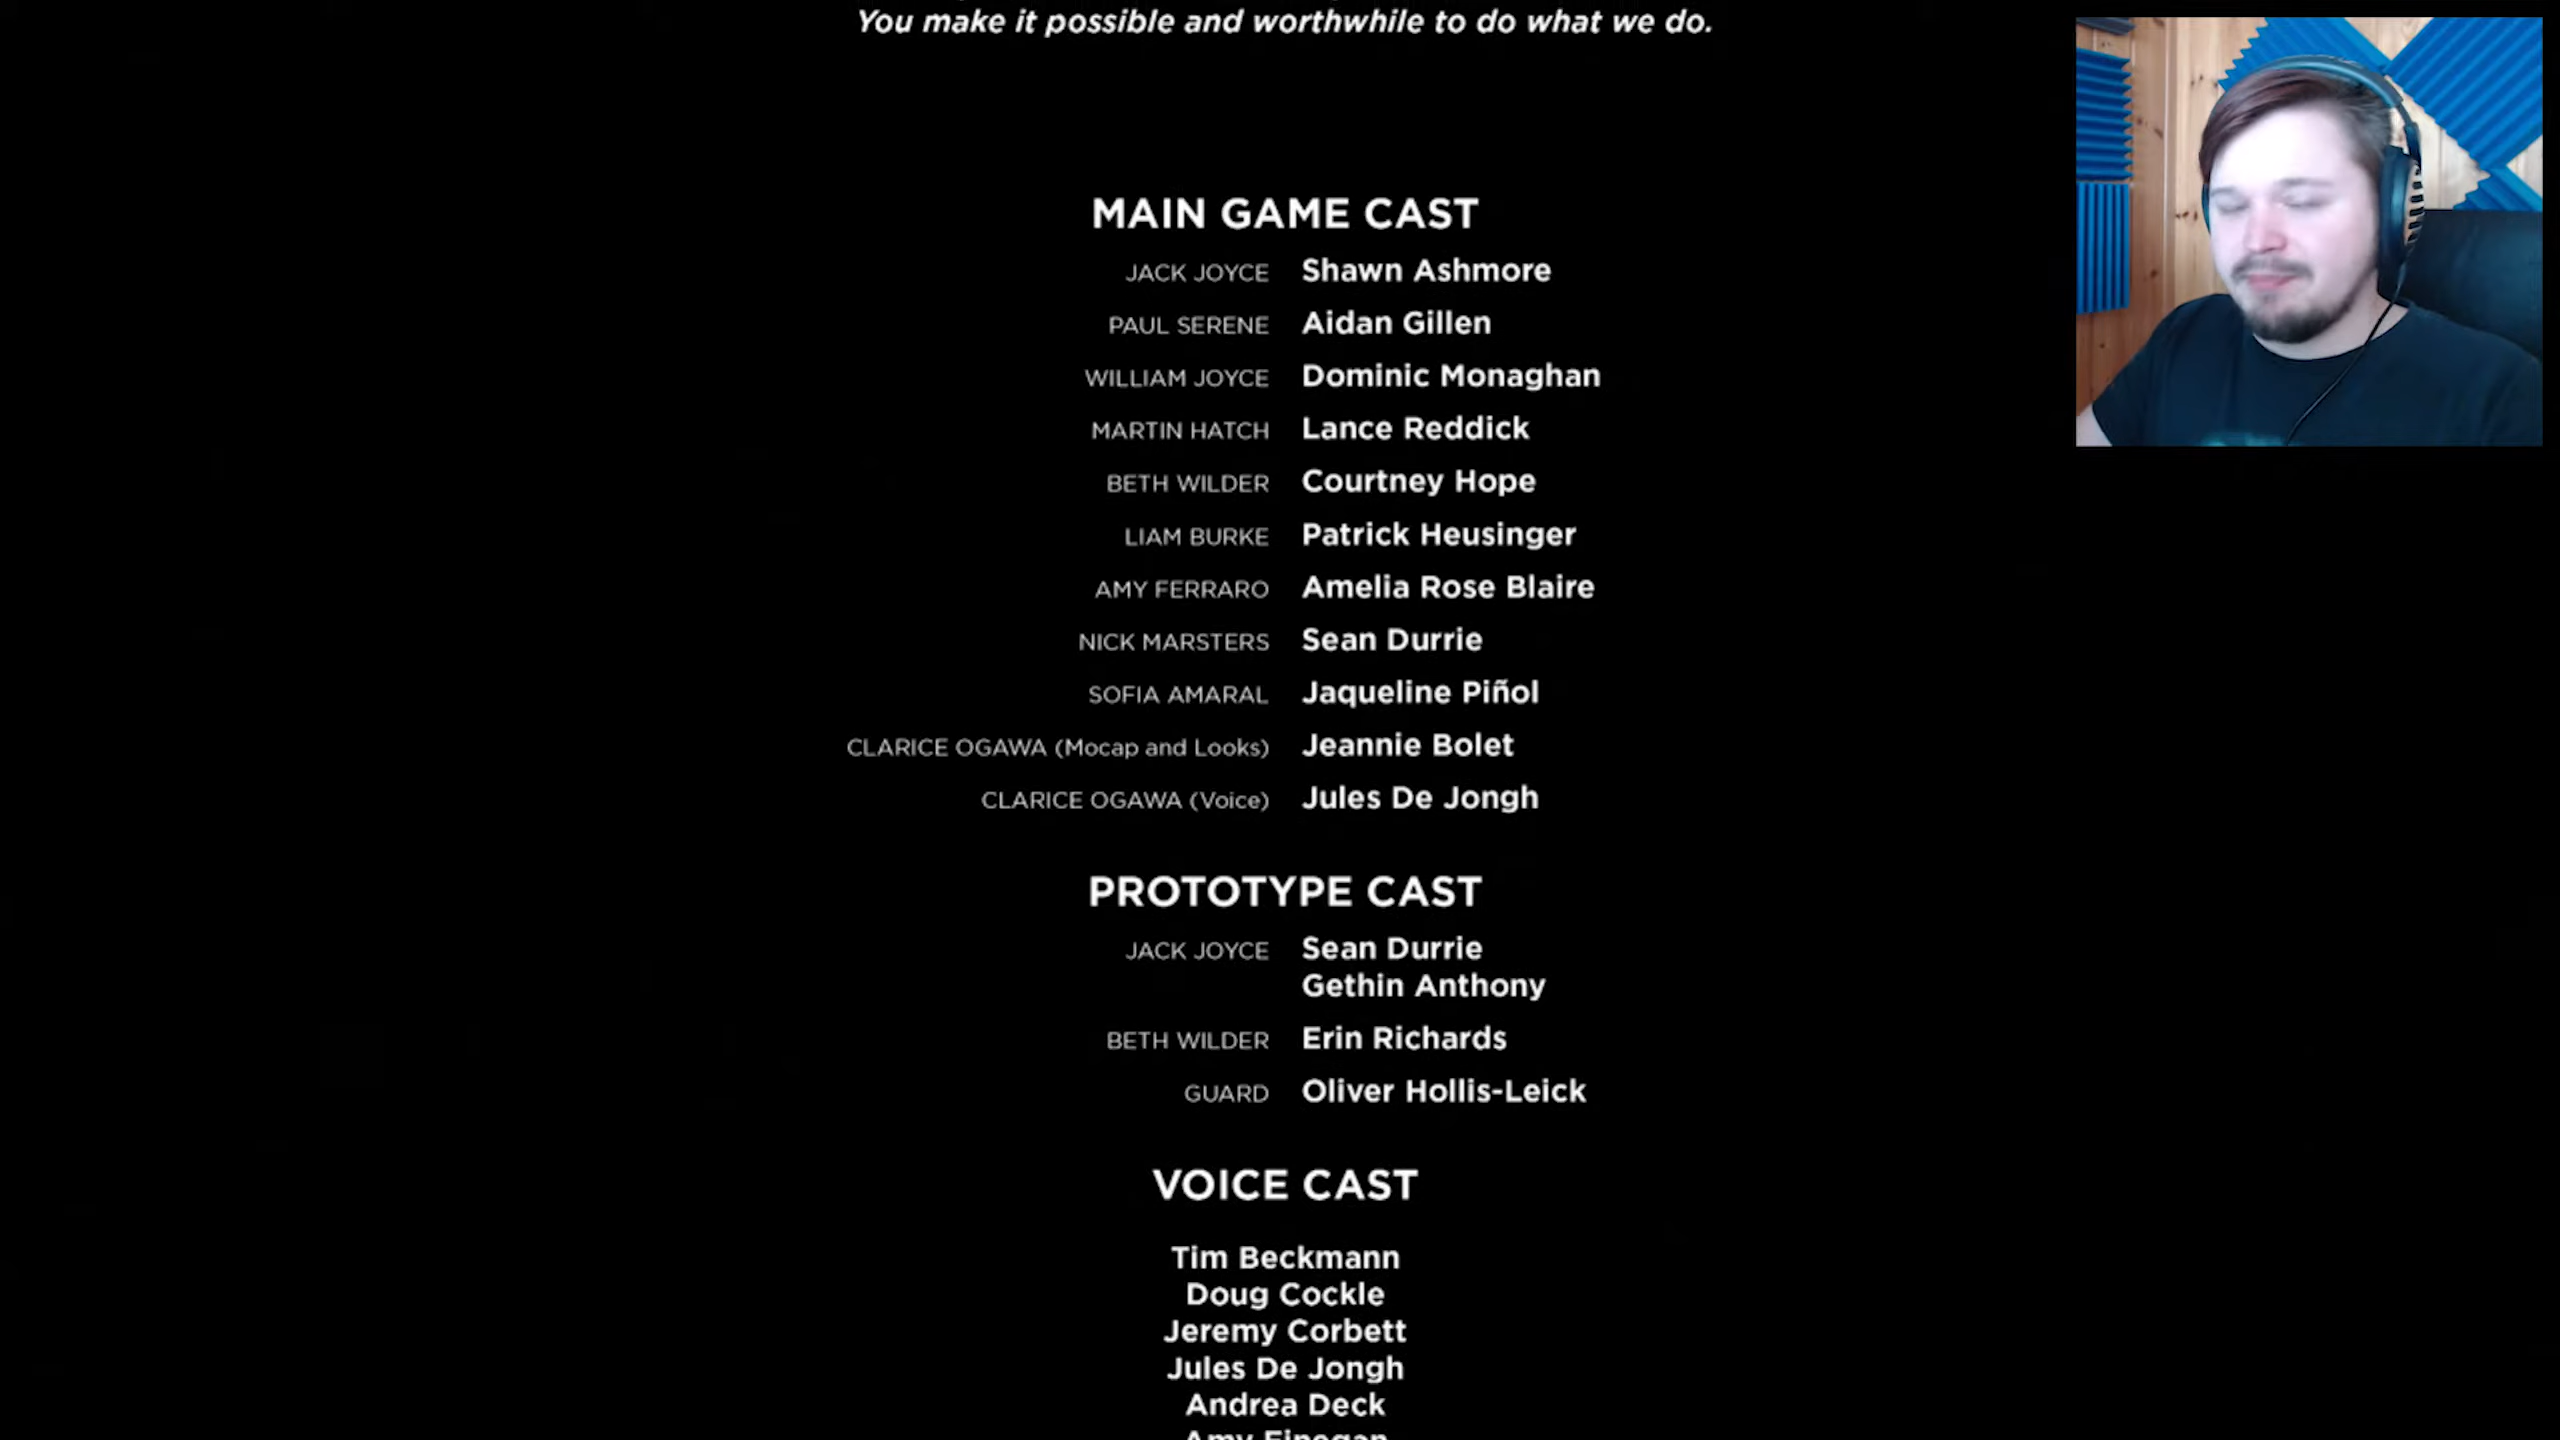 You make it possible and worthwhile to do what we do.
MAIN GAME CAST
JACK JOYCE Shawn Ashmore
PAUL SERENE Aidan Gillen
WILLIAM JOYCE Dominic Monaghan
MARTIN HATCH Lance Reddick
BETH WILDER Courtney Hope
LIAM BURKE Patrick Heusinger
AMY FERRARO Amelia Rose Blaire
NICK MARSTERS Sean Durrie
SOFIA AMARAL Jaqueline Piñol
CLARICE OGAWA (Mocap and Looks) Jeannie Bolet
CLARICE OGAWA (Voice) Jules De Jongh
PROTOTYPE CAST
JACK JOYCE Sean Durrie
Gethin Anthony
BETH WILDER Erin Richards
GUARD Oliver Hollis-Leick
VOICE CAST
Tim Beckmann
Doug Cockle
Jeremy Corbett
Jules De Jongh
Andrea Deck
Amy Finegan